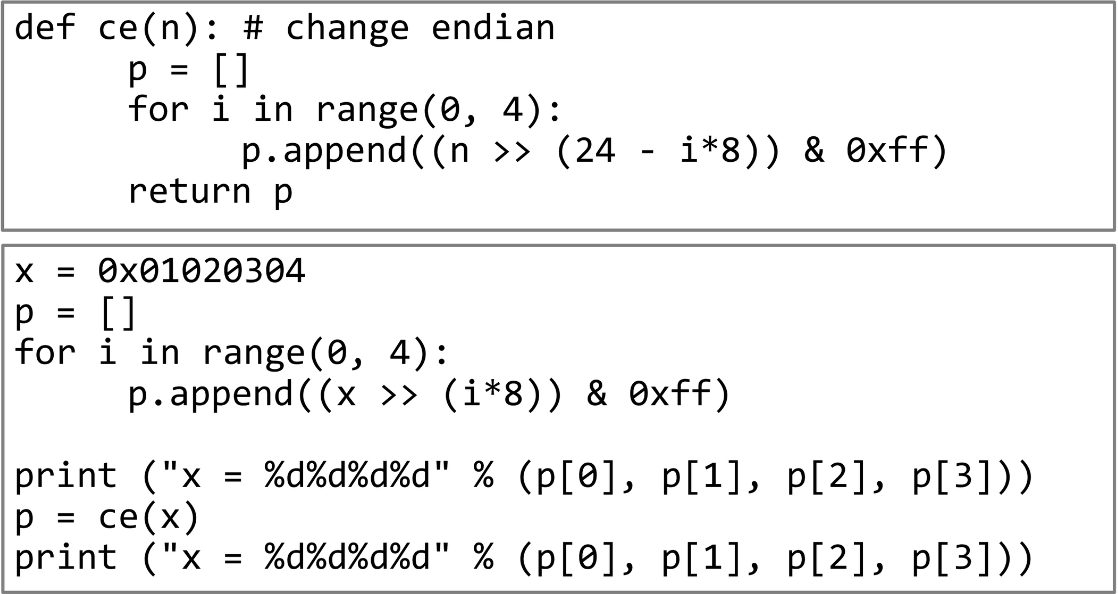 def ce(n): # change endian
      p = []
      for i in range(0, 4):
            p.append((n >> (24 - i*8)) & 0xff)
      return p
x = 0x01020304
p = []
for i in range(0, 4):
      p.append((x >> (i*8)) & 0xff)
print ("x = %d%d%d%d" % (p[0], p[1], p[2], p[3]))
p = ce(x)
print ("x = %d%d%d%d" % (p[0], p[1], p[2], p[3]))